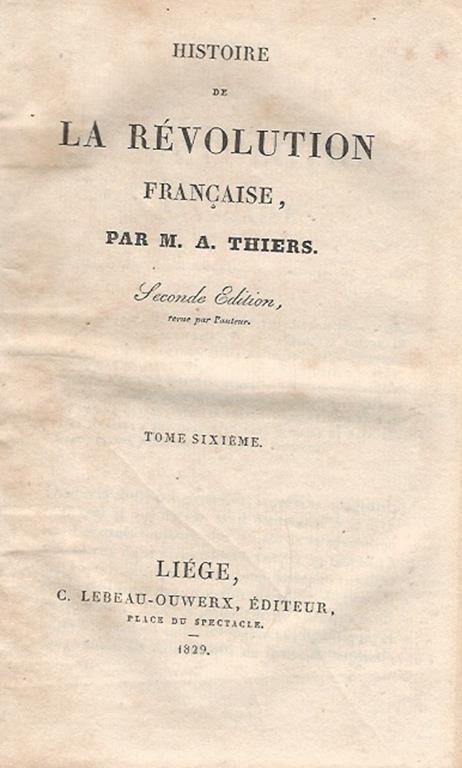 HISTOIRE
DE
LA RÉVOLUTION
FRANÇAISE,
PAR M. A. THIERS.
Seconde Edition,
revue par l'auteur.
TOME SIXIÈME.
LIÉGE,
C. LEBEAU-OUWERX, ÉDITEUR,
PLACE DU SPECTACLE.
—
1829.